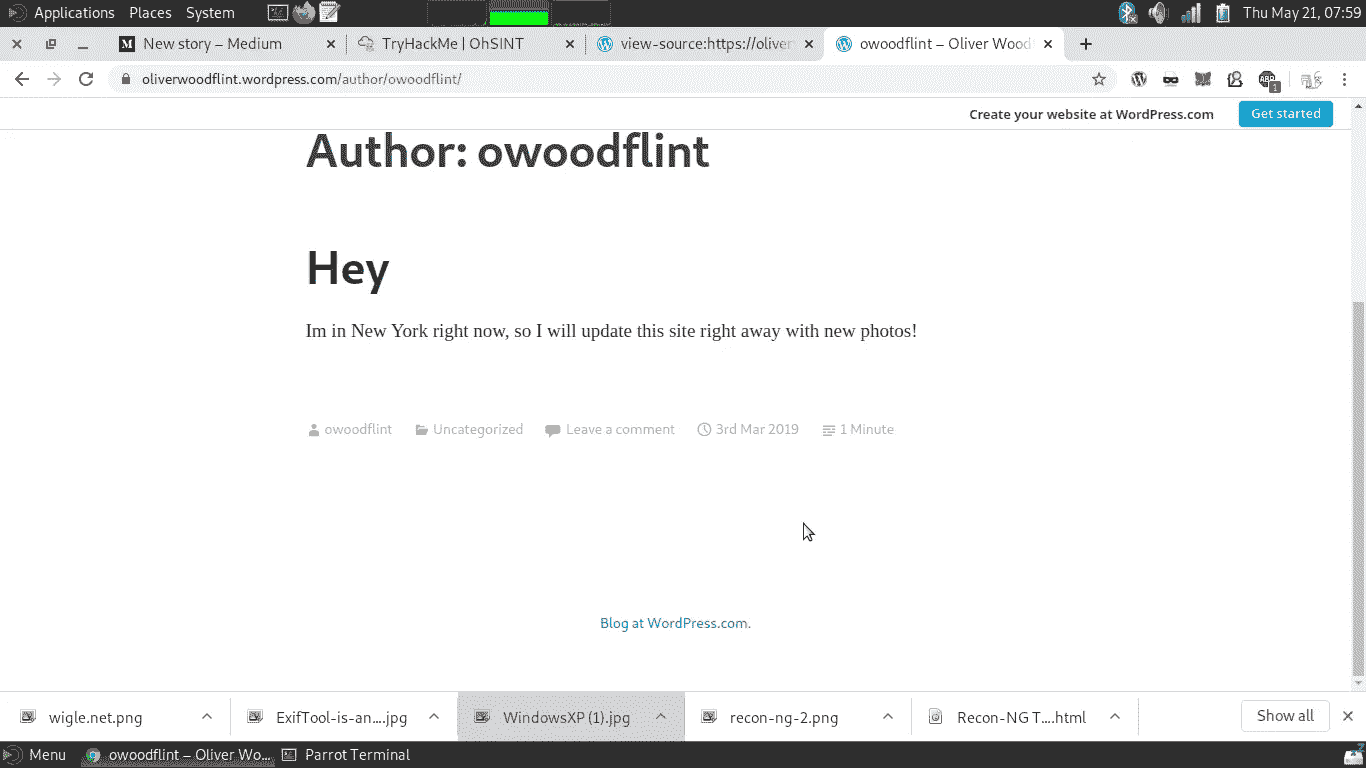 Applications Places System Thu May 21, 07:59
New story – Medium TryHackMe | OhSINT view-source:https://oliver owoodflint – Oliver Wood
oliverwoodflint.wordpress.com/author/owoodflint/ ABP 1
Create your website at WordPress.com Get started
Author: owoodflint
Hey
Im in New York right now, so I will update this site right away with new photos!
owoodflint Uncategorized Leave a comment 3rd Mar 2019 1 Minute
Blog at WordPress.com.
wigle.net.png ExifTool-is-an....jpg WindowsXP (1).jpg recon-ng-2.png Recon-NG T....html Show all
Menu owoodflint – Oliver Wo... Parrot Terminal